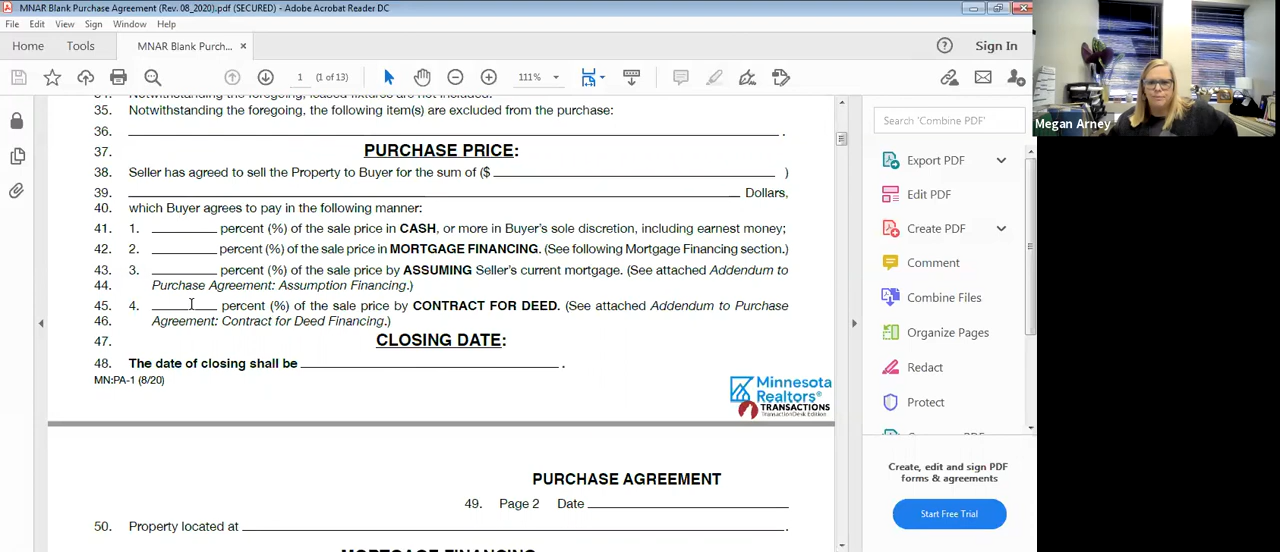 MNAR Blank Purchase Agreement (Rev. 08_2020).pdf (SECURED) - Adobe Acrobat Reader DC
File Edit View Sign Window Help
Home Tools MNAR Blank Purch... × Sign In
1 (1 of 13) 111%
35. Notwithstanding the foregoing, the following item(s) are excluded from the purchase:
36. .
37. PURCHASE PRICE:
38. Seller has agreed to sell the Property to Buyer for the sum of ($ )
39. Dollars,
40. which Buyer agrees to pay in the following manner:
41. 1. percent (%) of the sale price in CASH, or more in Buyer's sole discretion, including earnest money;
42. 2. percent (%) of the sale price in MORTGAGE FINANCING. (See following Mortgage Financing section.)
43. 3. percent (%) of the sale price by ASSUMING Seller's current mortgage. (See attached Addendum to
44. Purchase Agreement: Assumption Financing.)
45. 4. percent (%) of the sale price by CONTRACT FOR DEED. (See attached Addendum to Purchase
46. Agreement: Contract for Deed Financing.)
47. CLOSING DATE:
48. The date of closing shall be .
MN:PA-1 (8/20)
Minnesota
Realtors®
TRANSACTIONS
TransactionDesk Edition
PURCHASE AGREEMENT
49. Page 2 Date
50. Property located at .
MORTGAGE FINANCING
Search 'Combine PDF'
Export PDF
Edit PDF
Create PDF
Comment
Combine Files
Organize Pages
Redact
Protect
Create, edit and sign PDF
forms & agreements
Start Free Trial
Megan Arney